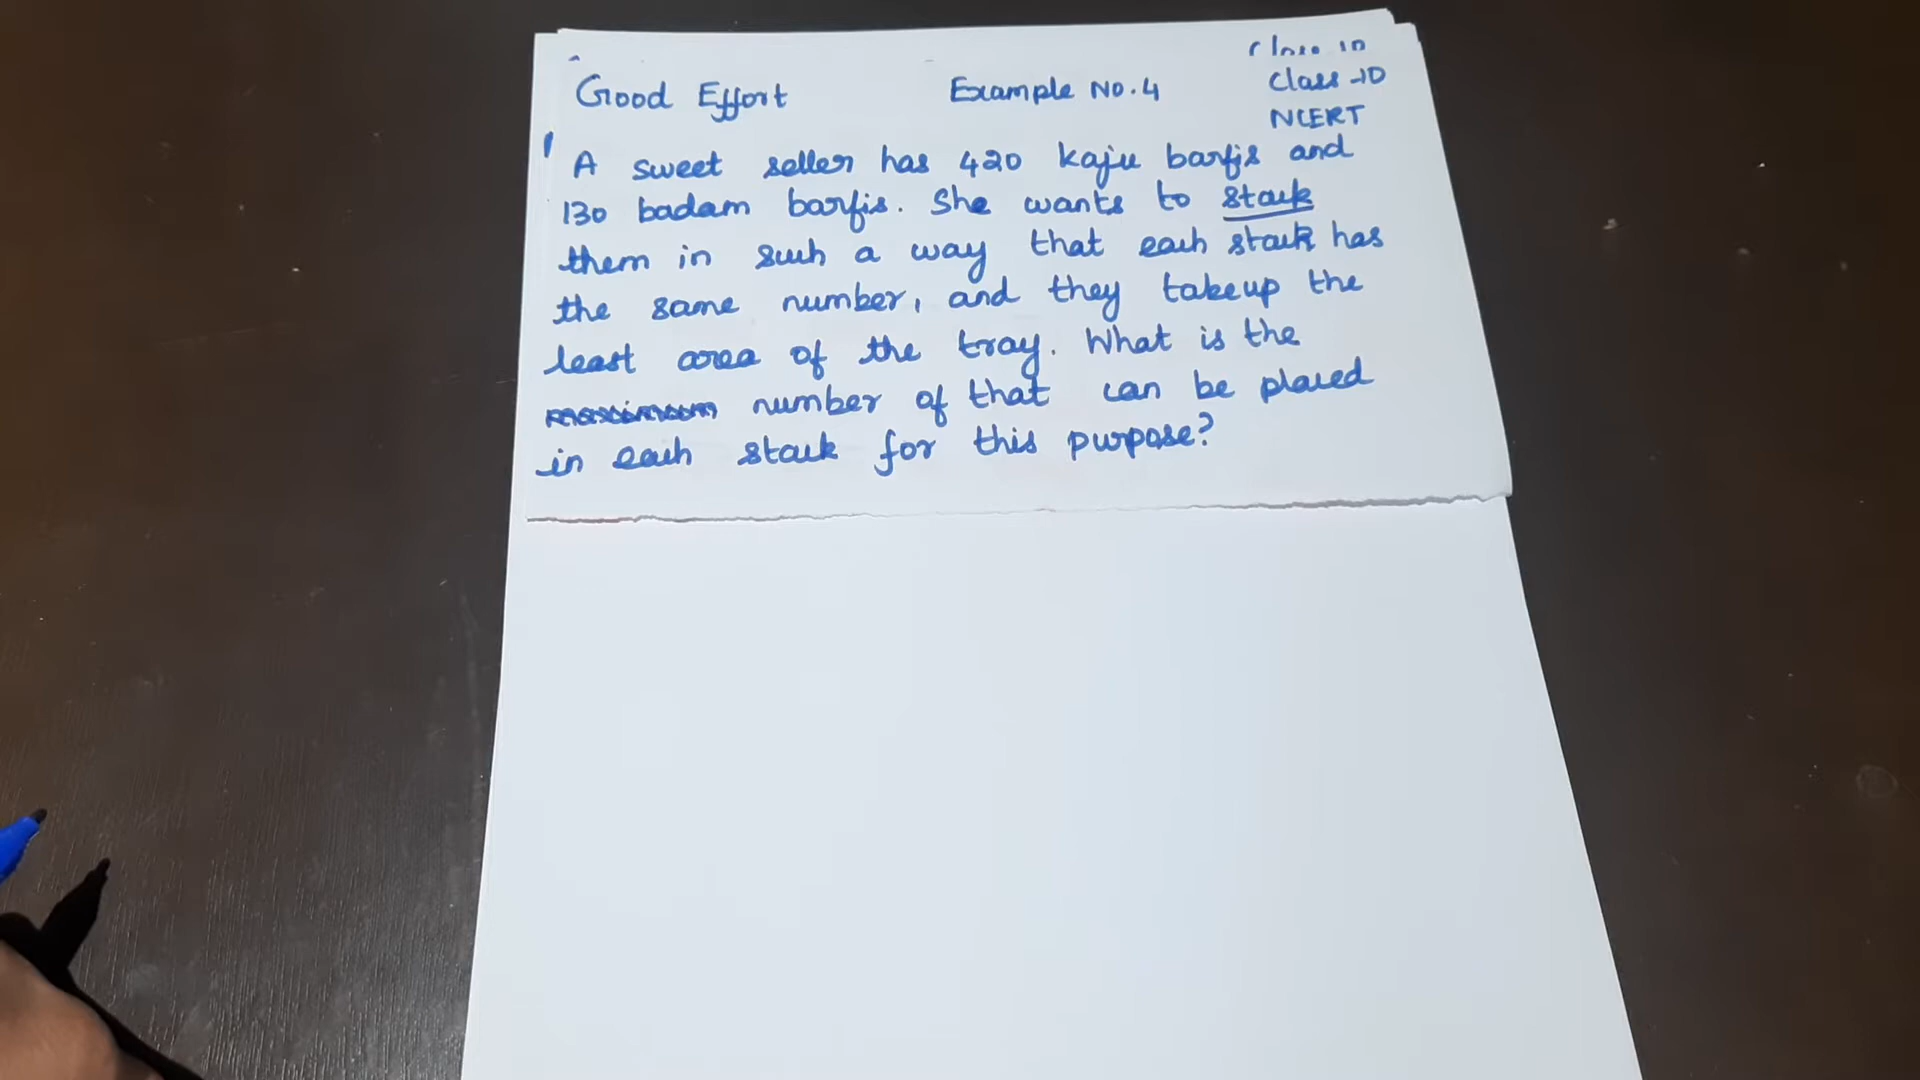 Good Effort Example No. 4
Class -10
NCERT
A sweet seller has 420 kaju barfis and
130 badam barfis. She wants to stack
them in such a way that each stack has
the same number, and they takeup the
least area of the tray. What is the
number of that can be placed
in each stack for this purpose?